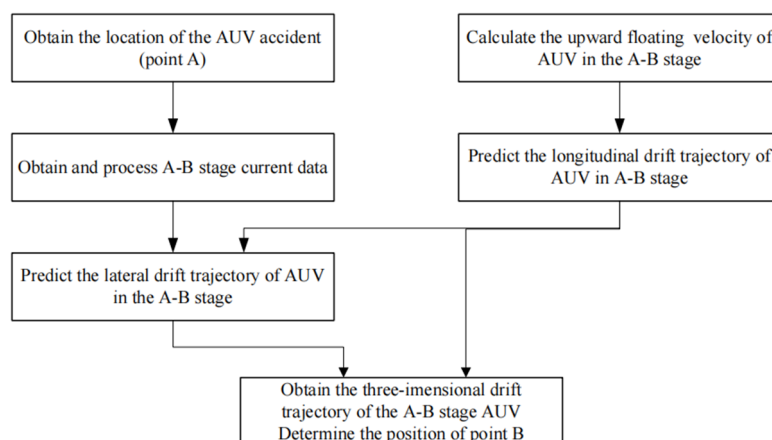 Obtain the location of the AUV accident
(point A)
Calculate the upward floating velocity of
AUV in the A-B stage
Obtain and process A-B stage current data
Predict the longitudinal drift trajectory of
AUV in A-B stage
Predict the lateral drift trajectory of AUV
in the A-B stage
Obtain the three-imensional drift
trajectory of the A-B stage AUV
Determine the position of point B